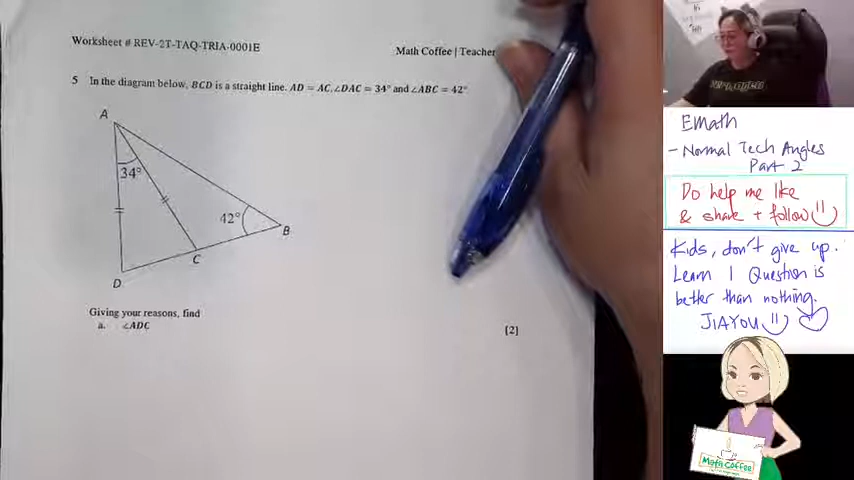 Worksheet # REV-2T-TAQ-TRIA-0001E
Math Coffee | Teacher
5 In the diagram below, BCD is a straight line. AD = AC, ∠DAC = 34° and ∠ABC = 42°
A
34°
42°
B
C
D
Giving your reasons, find
a. ∠ADC
[2]
EMath
- Normal Tech Angles
Part 2
Do help me like
& share + follow
Kids, don't give up.
Learn 1 Question is
better than nothing.
JIAYOU
Math Coffee